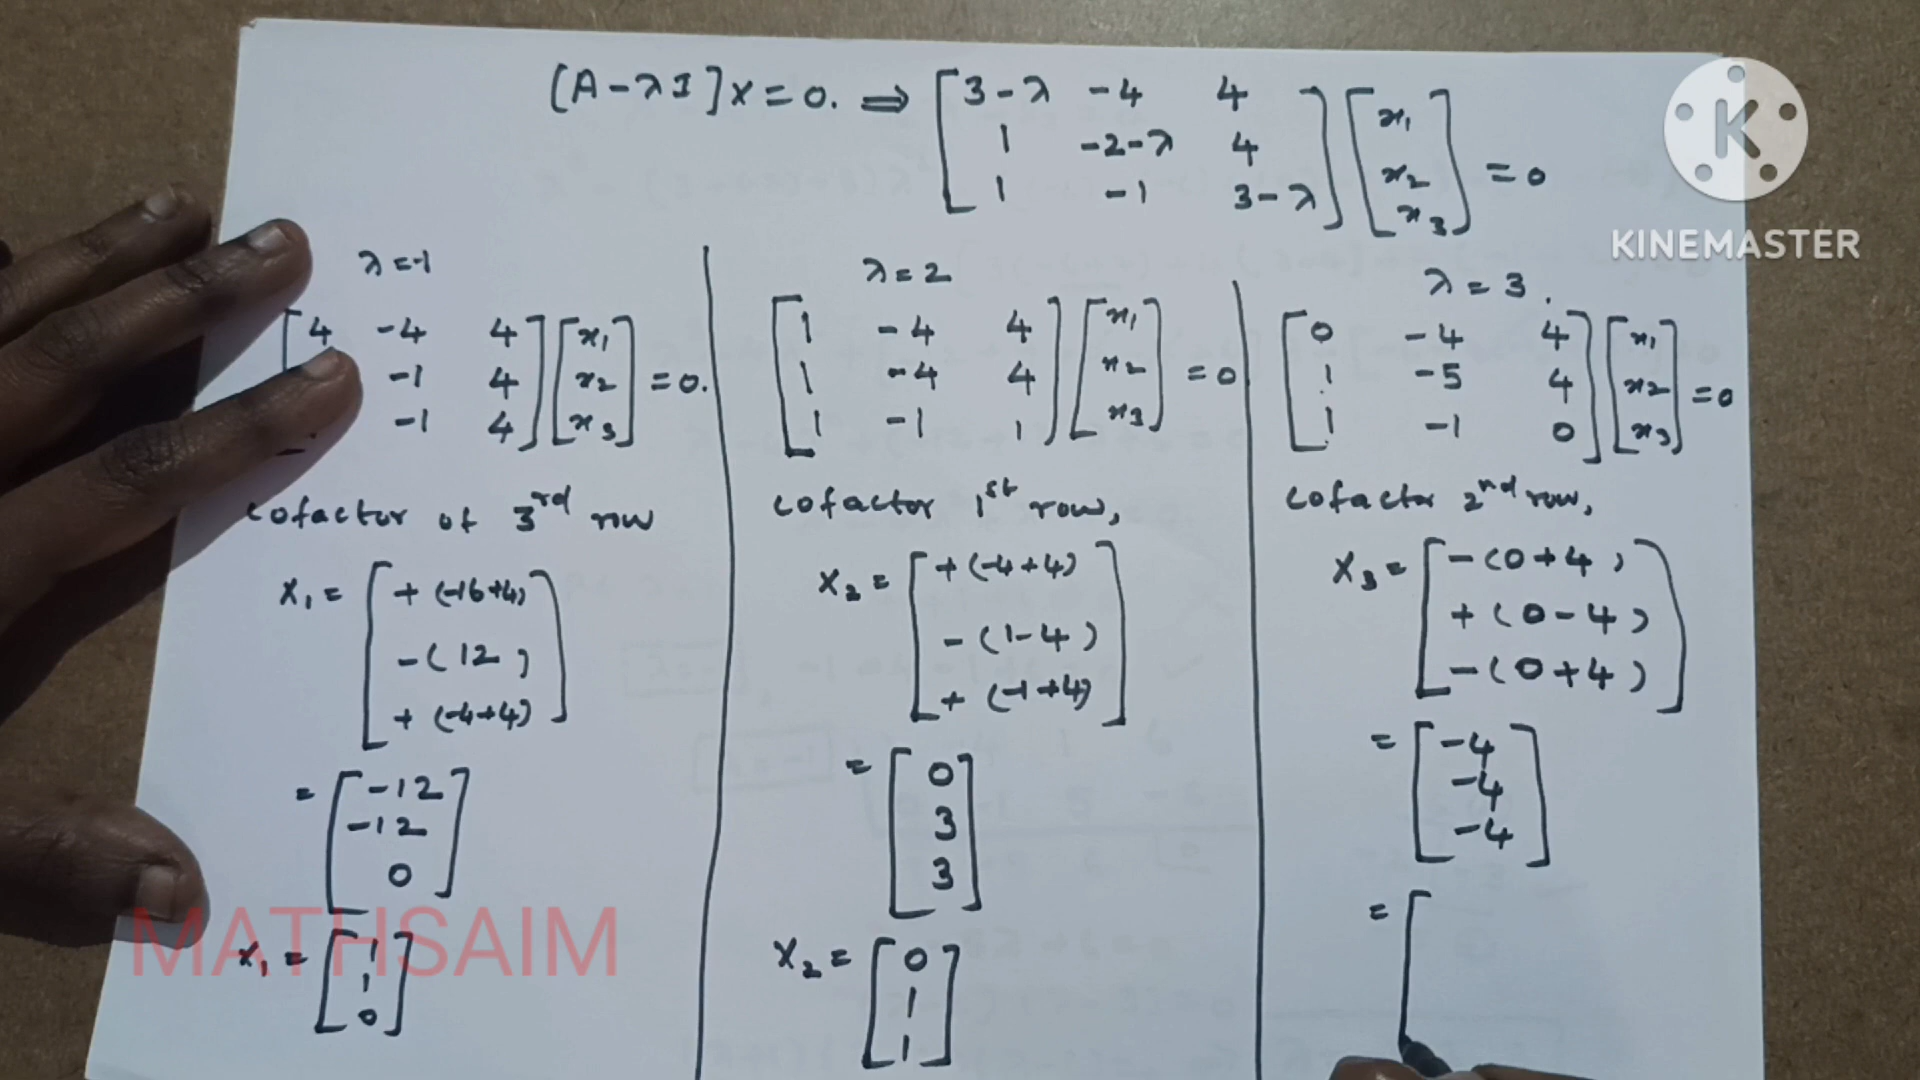 [A-λI]X=0. ⇒ [3-λ -4 4] [x₁]
[1 -2-λ 4] [x₂] = 0
[1 -1 3-λ] [x₃]
KINEMASTER
λ=-1
[4 -4 4] [x₁]
-1 4] [x₂] = 0.
-1 4] [x₃]
cofactor of 3rd row
X₁ = [+(-16+4)]
[-(12)]
[+(-4+4)]
= [-12]
[-12]
[0]
X₁ = [1]
[1]
[0]
λ=2
[1 -4 4] [x₁]
[1 -4 4] [x₂] = 0
[1 -1 1] [x₃]
cofactor 1st row,
X₂ = [+(-4+4)]
[-(1-4)]
[+(-1+4)]
= [0]
[3]
[3]
X₂ = [0]
[1]
[1]
λ=3.
[0 -4 4] [x₁]
[1 -5 4] [x₂] = 0
[1 -1 0] [x₃]
cofactor 2nd row,
X₃ = [-(0+4)]
[+(0-4)]
[-(0+4)]
= [-4]
[-4]
[-4]
= [
MATHSAIM